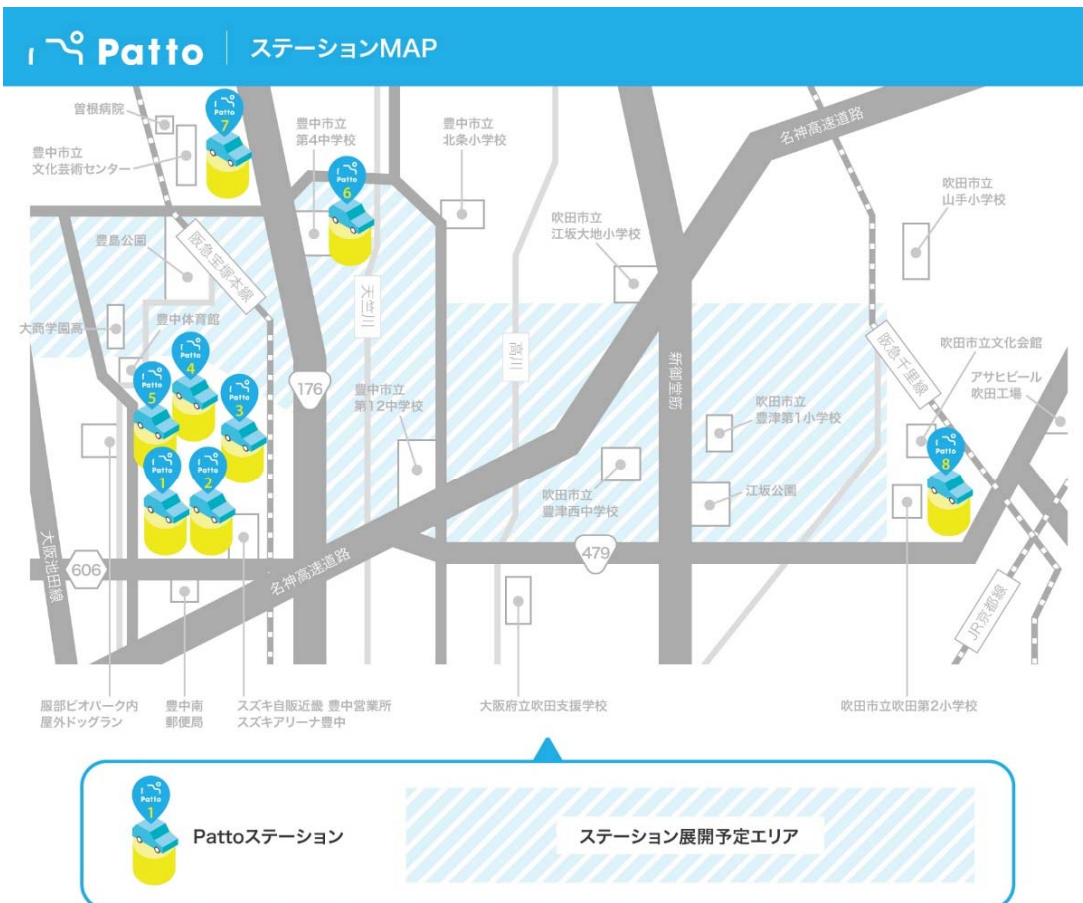 Patto
ステーションMAP
曽根病院
豊中市立
文化芸術センター
Patto
7
豊中市立
第4中学校
豊中市立
北条小学校
名神高速道路
Patto
6
吹田市立
山手小学校
吹田市立
江坂大地小学校
豊島公園
阪急宝塚本線
天竺川
高川
新御堂筋
阪急千里線
大商学園高
豊中体育館
吹田市立文化会館
アサヒビール
吹田工場
Patto
4
Patto
5
Patto
3
176
豊中市立
第12中学校
吹田市立
豊津第1小学校
Patto
1
Patto
2
Patto
8
吹田市立
豊津西中学校
江坂公園
大阪池田線
606
名神高速道路
479
JR京都線
服部ビオパーク内
屋外ドッグラン
豊中南
郵便局
スズキ自販近畿 豊中営業所
スズキアリーナ豊中
大阪府立吹田支援学校
吹田市立吹田第2小学校
Patto
1
Pattoステーション
ステーション展開予定エリア